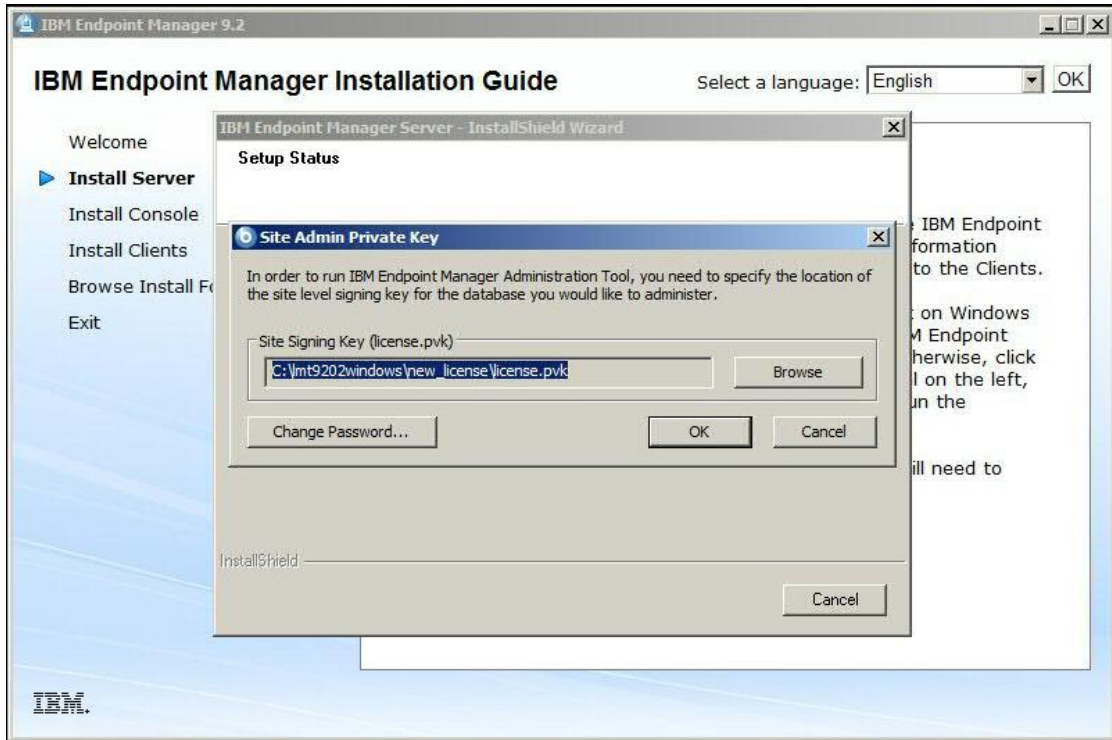 IBM Endpoint Manager 9.2
IBM Endpoint Manager Installation Guide
Select a language: English OK
Welcome
Install Server
Install Console
Install Clients
Browse Install
Exit
IBM Endpoint Manager Server - InstallShield Wizard
Setup Status
Site Admin Private Key
In order to run IBM Endpoint Manager Administration Tool, you need to specify the location of
the site level signing key for the database you would like to administer.
Site Signing Key (license.pvk)
C:\lmt9202windows\new_license\license.pvk
Browse
Change Password...
OK
Cancel
InstallShield
Cancel
IBM Endpoint
formation
to the Clients.
on Windows
M Endpoint
herwise, click
l on the left,
un the
ill need to
IBM.